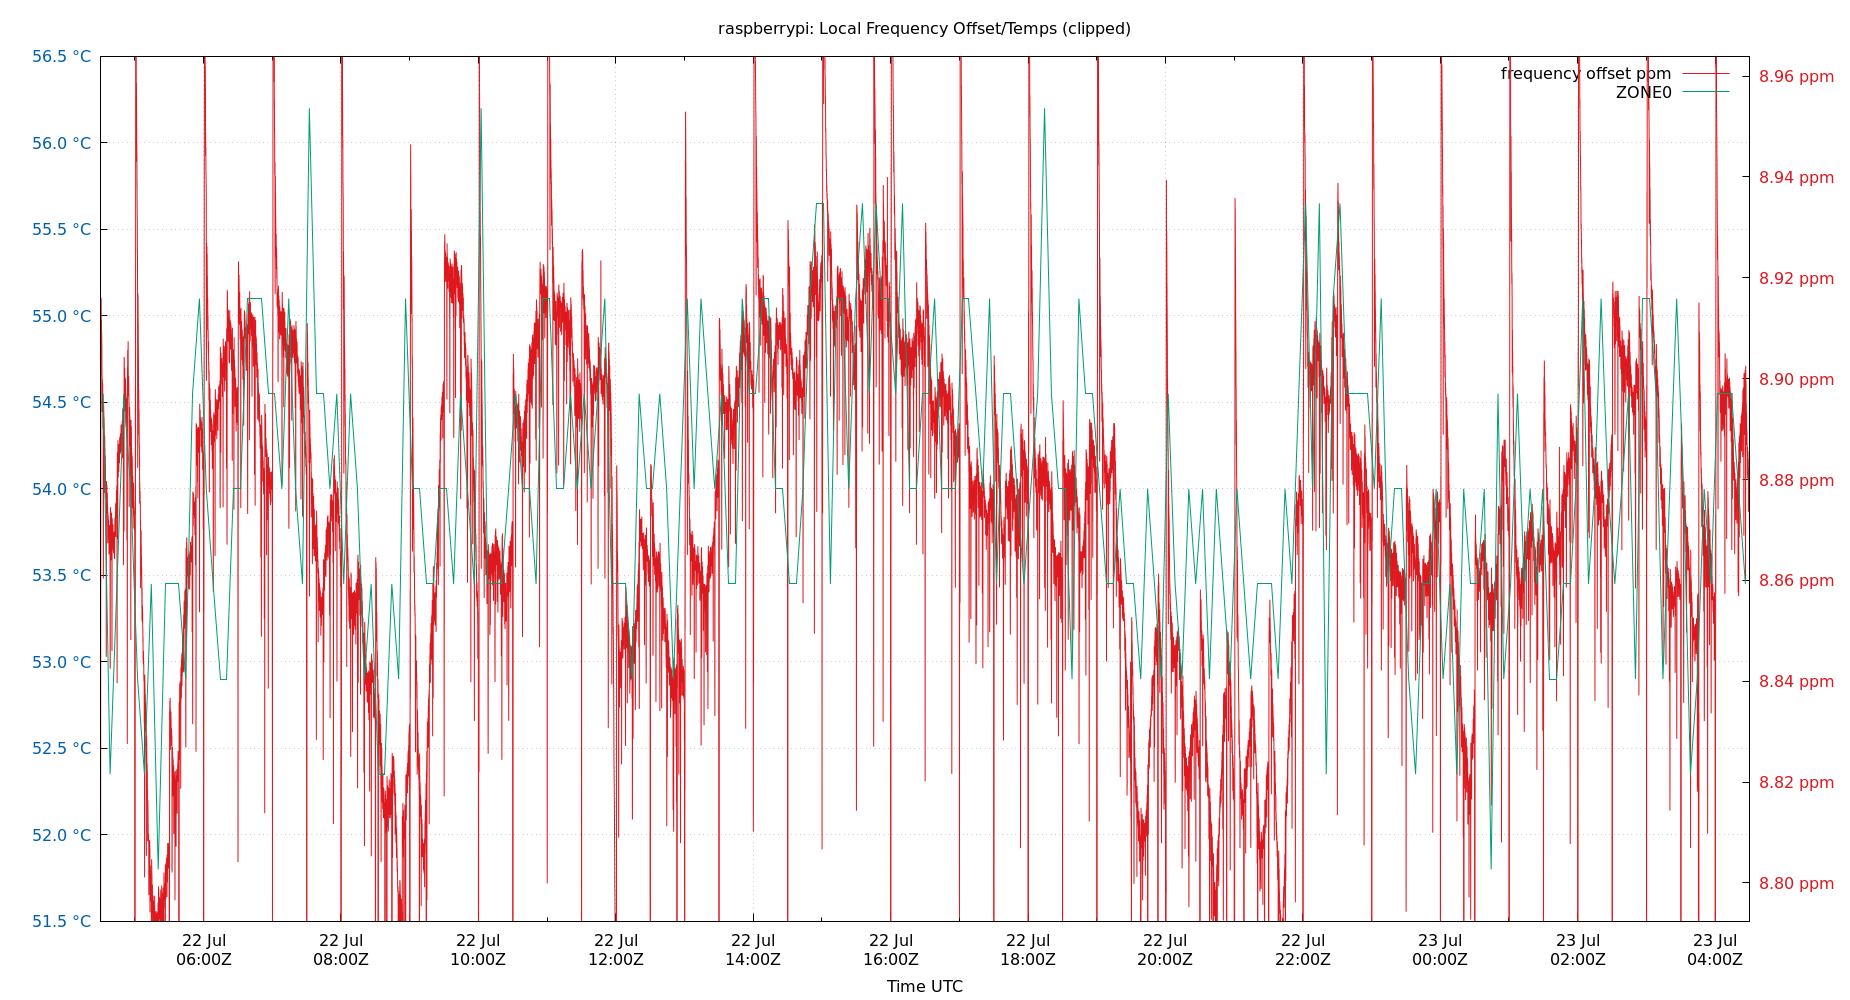 raspberrypi: Local Frequency Offset/Temps (clipped)
56.5 °C
56.0 °C
55.5 °C
55.0 °C
54.5 °C
54.0 °C
53.5 °C
53.0 °C
52.5 °C
52.0 °C
51.5 °C
frequency offset ppm
ZONE0
8.96 ppm
8.94 ppm
8.92 ppm
8.90 ppm
8.88 ppm
8.86 ppm
8.84 ppm
8.82 ppm
8.80 ppm
22 Jul
06:00Z
22 Jul
08:00Z
22 Jul
10:00Z
22 Jul
12:00Z
22 Jul
14:00Z
22 Jul
16:00Z
22 Jul
18:00Z
22 Jul
20:00Z
22 Jul
22:00Z
23 Jul
00:00Z
23 Jul
02:00Z
23 Jul
04:00Z
Time UTC